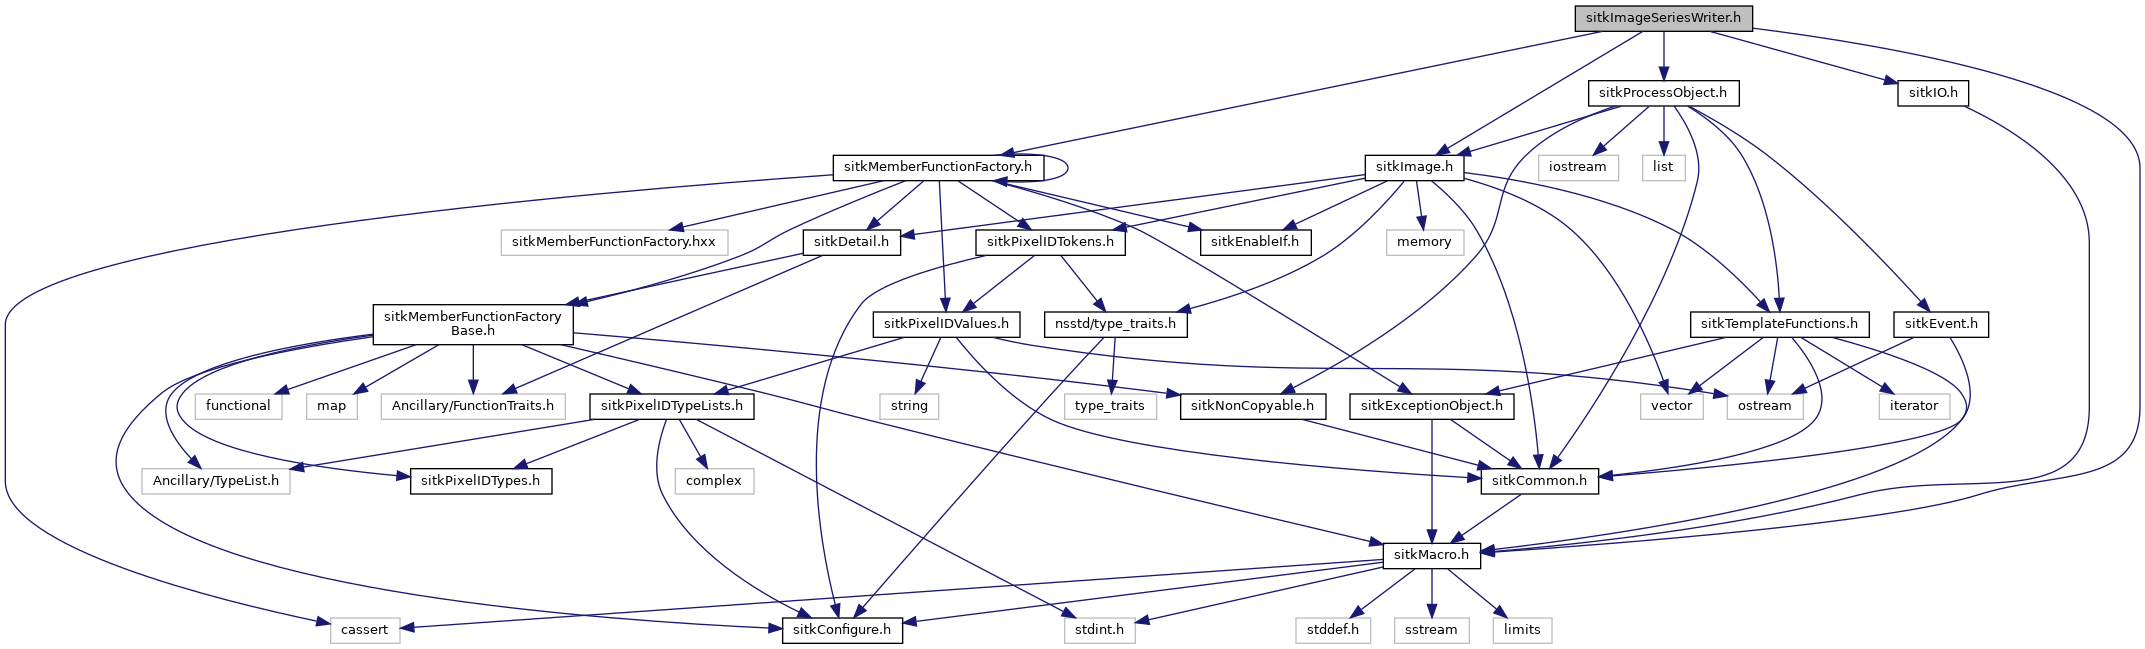 sitkImageSeriesWriter.h
sitkProcessObject.h
sitkIO.h
sitkMemberFunctionFactory.h
sitkImage.h
iostream
list
sitkMemberFunctionFactory.hxx
sitkDetail.h
sitkPixelIDTokens.h
sitkEnableIf.h
memory
sitkMemberFunctionFactory
Base.h
sitkPixelIDValues.h
nsstd/type_traits.h
sitkTemplateFunctions.h
sitkEvent.h
functional
map
Ancillary/FunctionTraits.h
sitkPixelIDTypeLists.h
string
type_traits
sitkNonCopyable.h
sitkExceptionObject.h
vector
ostream
iterator
Ancillary/TypeList.h
sitkPixelIDTypes.h
complex
sitkCommon.h
sitkMacro.h
cassert
sitkConfigure.h
stdint.h
stddef.h
sstream
limits